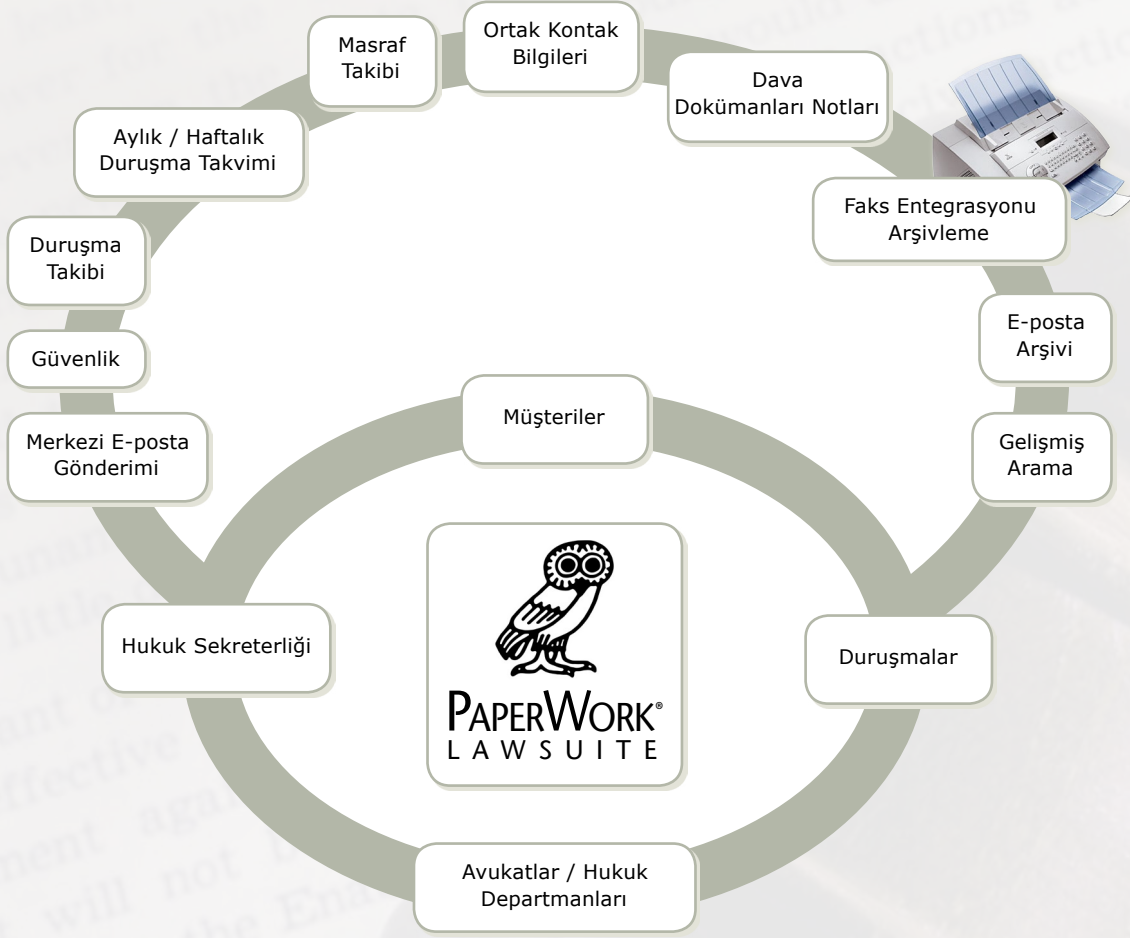 Ortak Kontak
Bilgileri
Masraf
Takibi
Dava
Dokümanları Notları
Aylık / Haftalık
Duruşma Takvimi
Faks Entegrasyonu
Arşivleme
Duruşma
Takibi
E-posta
Arşivi
Güvenlik
Merkezi E-posta
Gönderimi
Gelişmiş
Arama
Müşteriler
Hukuk Sekreterliği
Duruşmalar
PAPERWORK®
LAWSUITE
Avukatlar / Hukuk
Departmanları